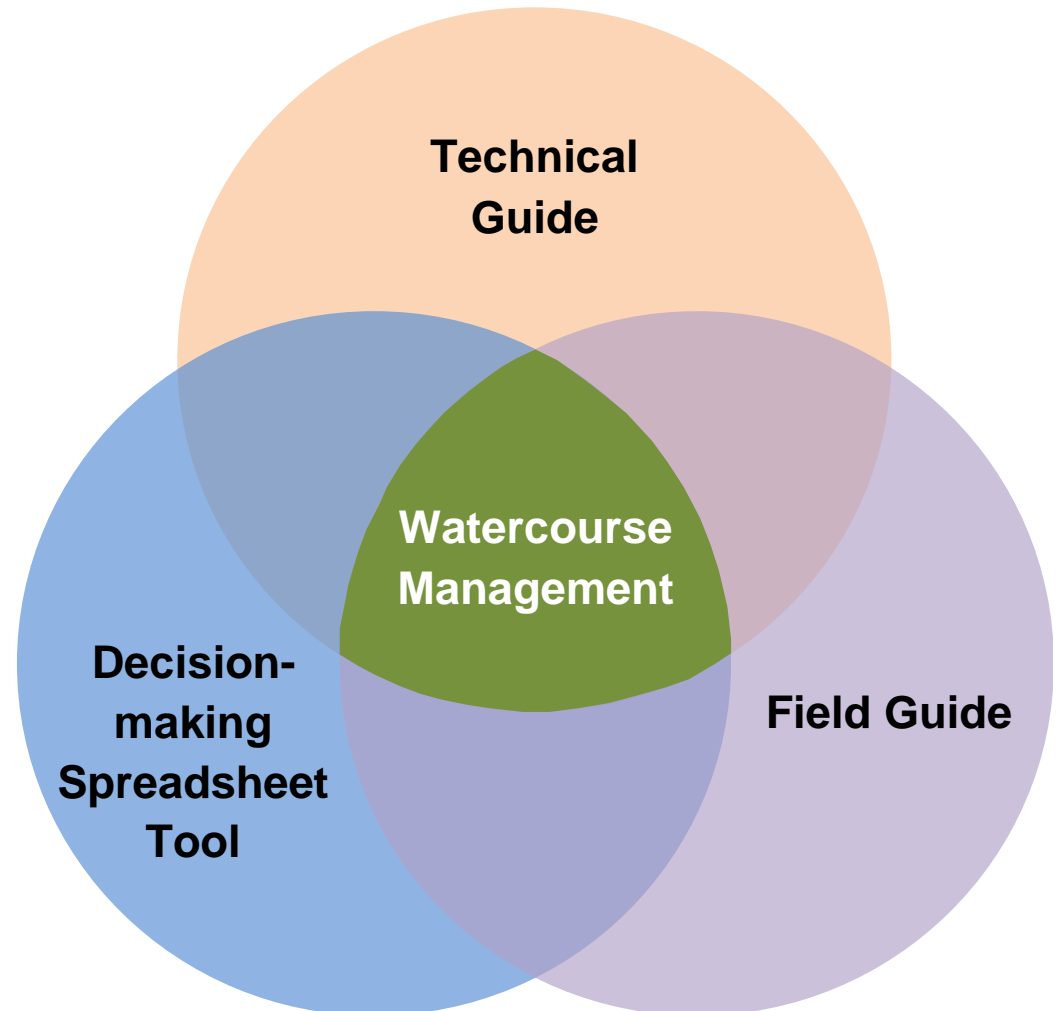 Technical
Guide
Watercourse
Management
Decision-
making
Spreadsheet
Tool
Field Guide